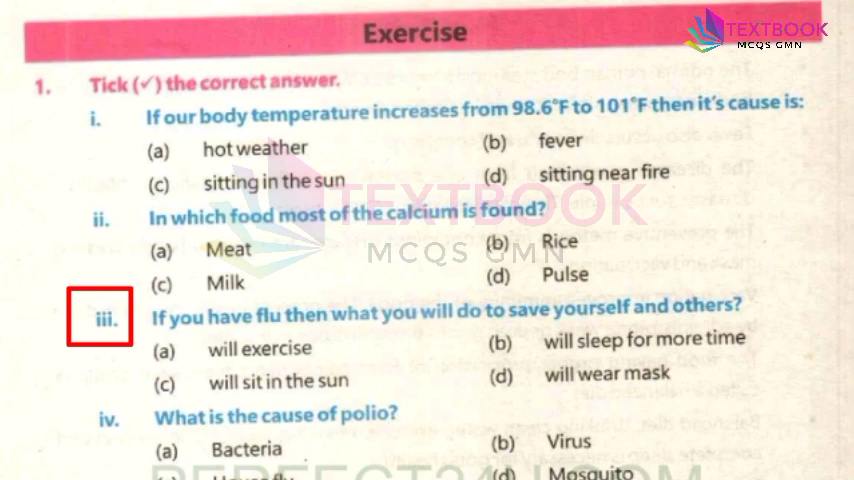 Exercise
TEXTBOOK
MCQS GMN
1. Tick (✓) the correct answer.
i. If our body temperature increases from 98.6°F to 101°F then it's cause is:
(a) hot weather (b) fever
(c) sitting in the sun (d) sitting near fire
TEXTBOOK
ii. In which food most of the calcium is found?
(a) Meat (b) Rice
MCQS GMN
(c) Milk (d) Pulse
iii. If you have flu then what you will do to save yourself and others?
(a) will exercise (b) will sleep for more time
(c) will sit in the sun (d) will wear mask
iv. What is the cause of polio?
(a) Bacteria (b) Virus
(d) Mosquito